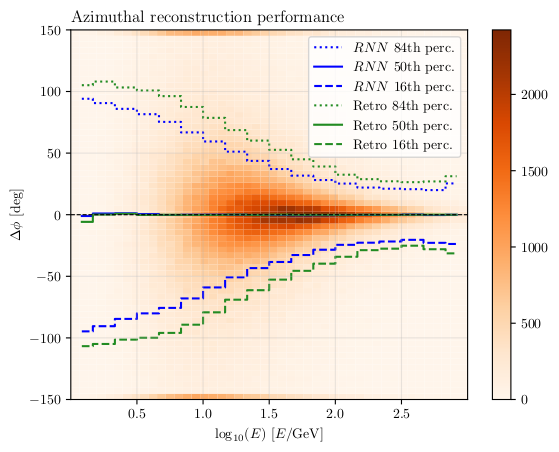 Azimuthal reconstruction performance
150
100
50
0
−50
−100
−150
Δϕ [deg]
RNN 84th perc.
RNN 50th perc.
RNN 16th perc.
Retro 84th perc.
Retro 50th perc.
Retro 16th perc.
0.5
1.0
1.5
2.0
2.5
log₁₀(E) [E/GeV]
2000
1500
1000
500
0